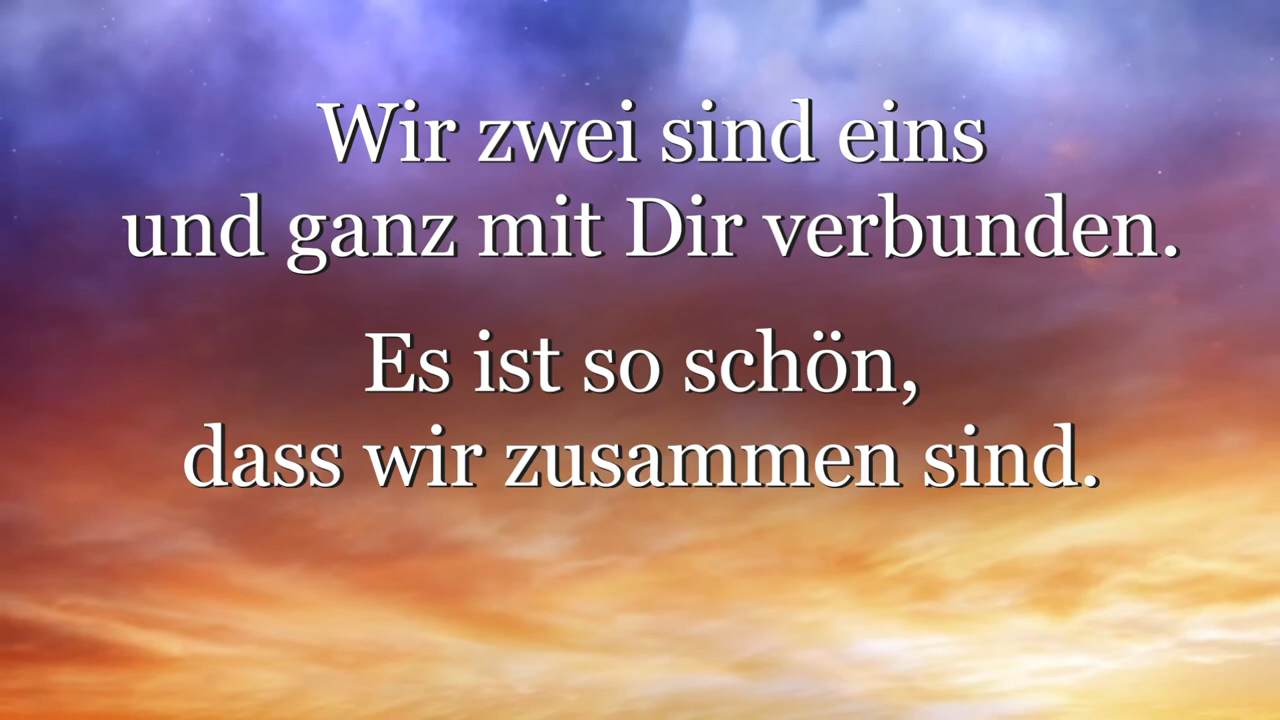 Wir zwei sind eins
und ganz mit Dir verbunden.
Es ist so schön,
dass wir zusammen sind.